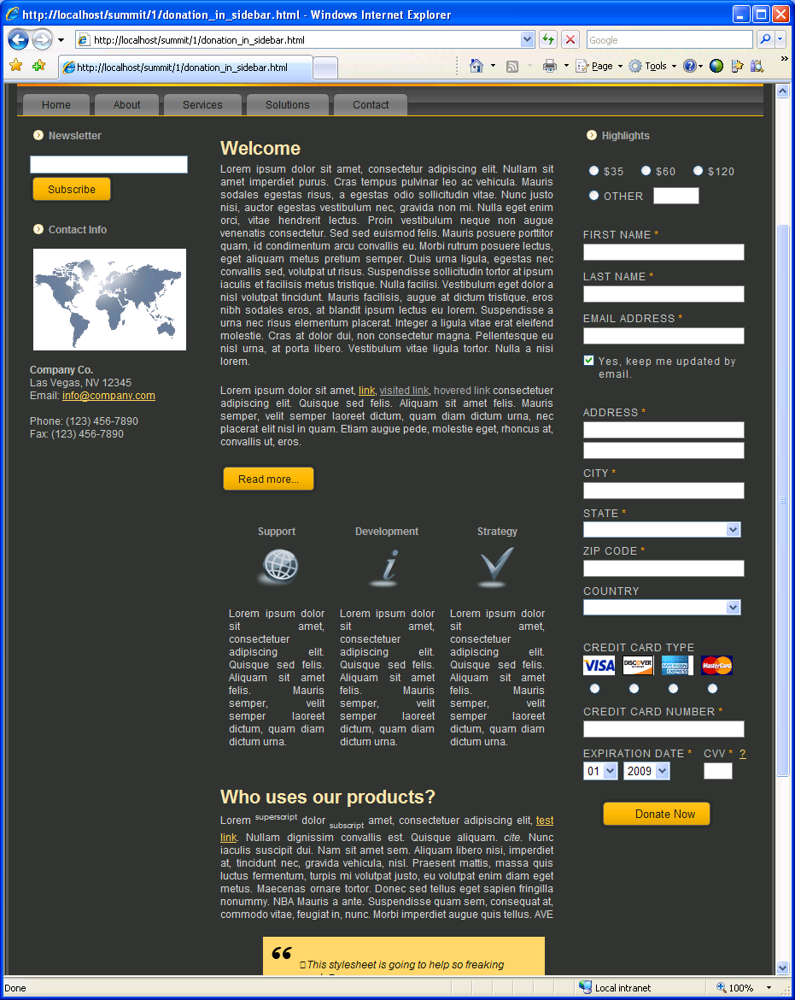 http://localhost/summit/1/donation_in_sidebar.html - Windows Internet Explorer
http://localhost/summit/1/donation_in_sidebar.html
Google
http://localhost/summit/1/donation_in_sidebar.html
Page
Tools
Home
About
Services
Solutions
Contact
Newsletter
Subscribe
Contact Info
Company Co.
Las Vegas, NV 12345
Email: info@company.com
Phone: (123) 456-7890
Fax: (123) 456-7890
Welcome
Lorem ipsum dolor sit amet, consectetur adipiscing elit. Nullam sit
amet imperdiet purus. Cras tempus pulvinar leo ac vehicula. Mauris
sodales egestas risus, a egestas odio sollicitudin vitae. Nunc justo
nisi, auctor egestas vestibulum nec, gravida non mi. Nulla eget enim
orci, vitae hendrerit lectus. Proin vestibulum neque non augue
venenatis consectetur. Sed sed euismod felis. Mauris posuere porttitor
quam, id condimentum arcu convallis eu. Morbi rutrum posuere lectus,
eget aliquam metus pretium semper. Duis urna ligula, egestas nec
convallis sed, volutpat ut risus. Suspendisse sollicitudin tortor at ipsum
iaculis et facilisis metus tristique. Nulla facilisi. Vestibulum eget dolor a
nisl volutpat tincidunt. Mauris facilisis, augue at dictum tristique, eros
nibh sodales eros, at blandit ipsum lectus eu lorem. Suspendisse a
urna nec risus elementum placerat. Integer a ligula vitae erat eleifend
molestie. Cras at dolor dui, non consectetur magna. Pellentesque eu
nisl urna, at porta libero. Vestibulum vitae ligula tortor. Nulla a nisi
lorem.
Lorem ipsum dolor sit amet, link, visited link, hovered link consectetuer
adipiscing elit. Quisque sed felis. Aliquam sit amet felis. Mauris
semper, velit semper laoreet dictum, quam diam dictum urna, nec
placerat elit nisl in quam. Etiam augue pede, molestie eget, rhoncus at,
convallis ut, eros.
Read more...
Support
Development
Strategy
Lorem ipsum dolor
sit amet,
consectetuer
adipiscing elit.
Quisque sed felis.
Aliquam sit amet
felis. Mauris
semper, velit
semper laoreet
dictum, quam diam
dictum urna.
Lorem ipsum dolor
sit amet,
consectetuer
adipiscing elit.
Quisque sed felis.
Aliquam sit amet
felis. Mauris
semper, velit
semper laoreet
dictum, quam diam
dictum urna.
Lorem ipsum dolor
sit amet,
consectetuer
adipiscing elit.
Quisque sed felis.
Aliquam sit amet
felis. Mauris
semper, velit
semper laoreet
dictum, quam diam
dictum urna.
Who uses our products?
Lorem superscript dolor subscript amet, consectetuer adipiscing elit, test
link. Nullam dignissim convallis est. Quisque aliquam. cite. Nunc
iaculis suscipit dui. Nam sit amet sem. Aliquam libero nisi, imperdiet
at, tincidunt nec, gravida vehicula, nisl. Praesent mattis, massa quis
luctus fermentum, turpis mi volutpat justo, eu volutpat enim diam eget
metus. Maecenas ornare tortor. Donec sed tellus eget sapien fringilla
nonummy. NBA Mauris a ante. Suspendisse quam sem, consequat at,
commodo vitae, feugiat in, nunc. Morbi imperdiet augue quis tellus. AVE
“ This stylesheet is going to help so freaking
Highlights
$35 $60 $120
OTHER
FIRST NAME *
LAST NAME *
EMAIL ADDRESS *
Yes, keep me updated by
email.
ADDRESS *
CITY *
STATE *
ZIP CODE *
COUNTRY
CREDIT CARD TYPE
VISA DISCOVER AMERICAN EXPRESS MasterCard
CREDIT CARD NUMBER *
EXPIRATION DATE * CVV * ?
01 2009
Donate Now
Done
Local intranet
100%